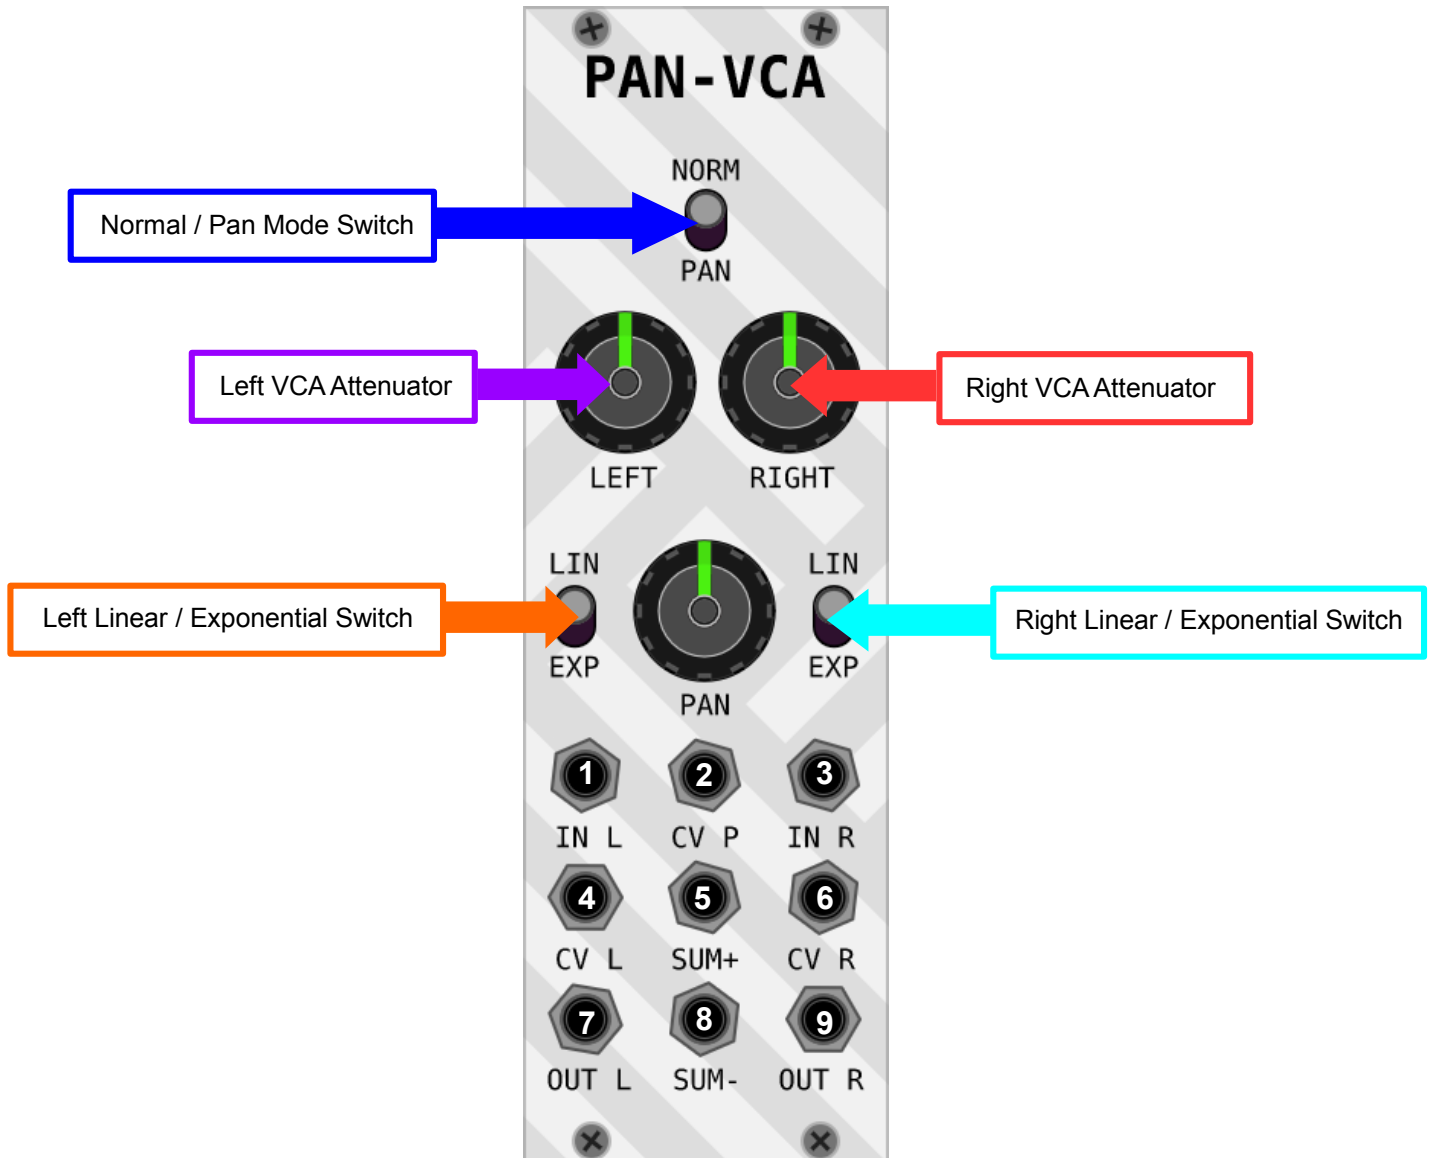 PAN-VCA
NORM
Normal / Pan Mode Switch
PAN
Left VCA Attenuator
Right VCA Attenuator
LEFT
RIGHT
LIN
LIN
Left Linear / Exponential Switch
Right Linear / Exponential Switch
EXP
EXP
PAN
1
2
3
IN L
CV P
IN R
4
5
6
CV L
SUM+
CV R
7
8
9
OUT L
SUM-
OUT R